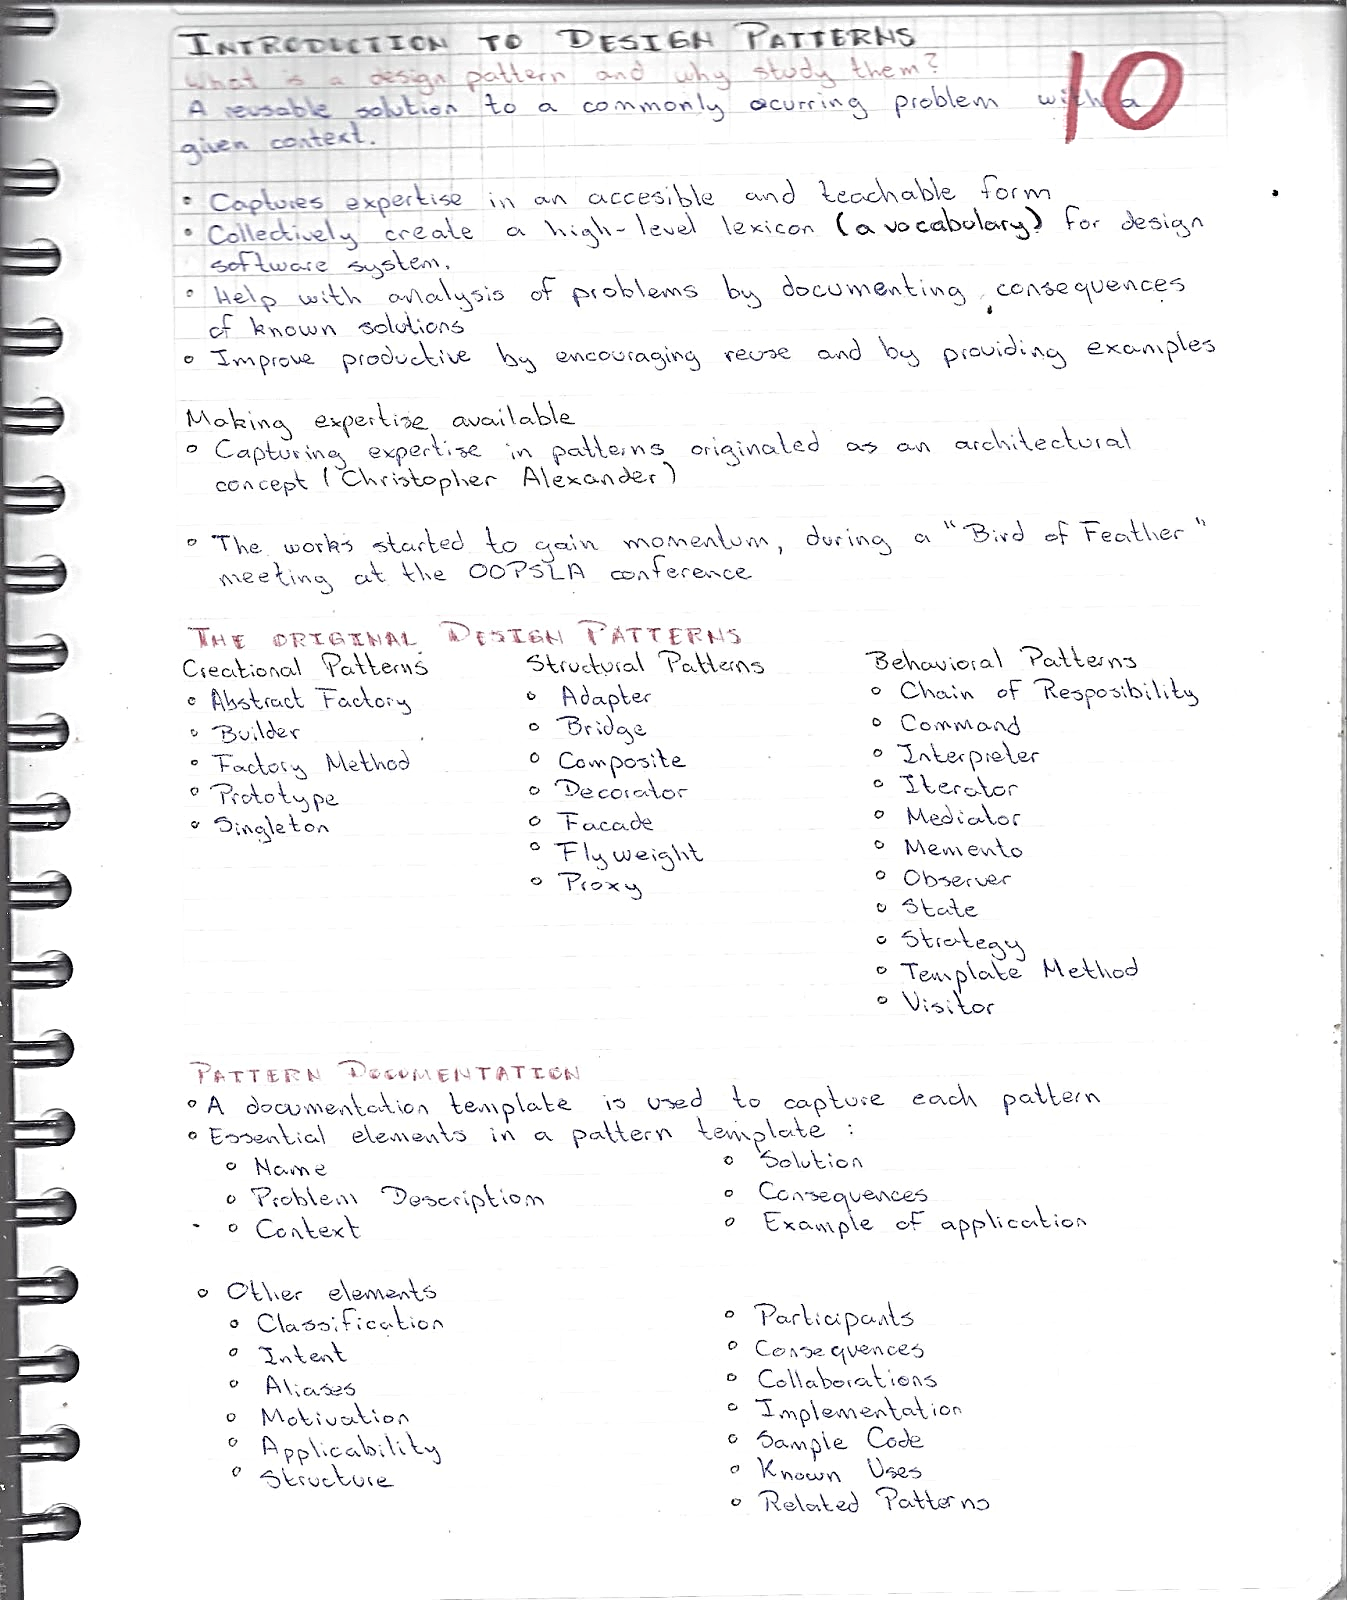 INTRODUCTION TO DESIGN PATTERNS
What is a design pattern and why study them?
10
A reusable solution to a commonly ocurring problem with a
given context.
• Captures expertise in an accesible and teachable form
• Collectively create a high-level lexicon (a vocabulary) for design
software system.
• Help with analysis of problems by documenting consequences
of known solutions
• Improve productive by encouraging reuse and by providing examples
Making expertise available
• Capturing expertise in patterns originated as an architectural
concept (Christopher Alexander)
• The works started to gain momentum, during a "Bird of Feather"
meeting at the OOPSLA conference
THE ORIGINAL DESIGN PATTERNS
Creational Patterns
• Abstract Factory
• Builder
• Factory Method
• Prototype
• Singleton
Structural Patterns
• Adapter
• Bridge
• Composite
• Decorator
• Facade
• Flyweight
• Proxy
Behavioral Patterns
• Chain of Resposibility
• Command
• Interpreter
• Iterator
• Mediator
• Memento
• Observer
• State
• Strategy
• Template Method
• Visitor
PATTERN DOCUMENTATION
• A documentation template is used to capture each pattern
• Essential elements in a pattern template:
• Name
• Problem Description
• Context
• Solution
• Consequences
• Example of application
• Other elements
• Classification
• Intent
• Aliases
• Motivation
• Applicability
• Structure
• Participants
• Consequences
• Collaborations
• Implementation
• Sample Code
• Known Uses
• Related Patterns